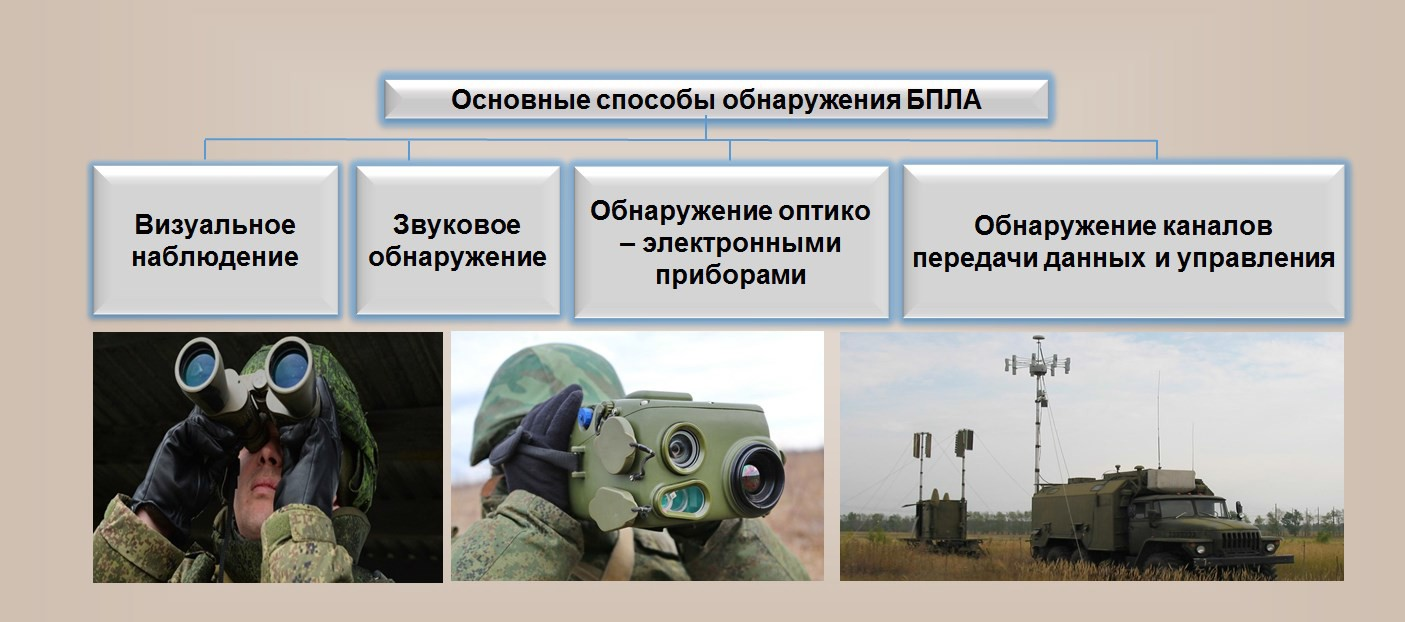 Основные способы обнаружения БПЛА
Визуальное
наблюдение
Звуковое
обнаружение
Обнаружение оптико
– электронными
приборами
Обнаружение каналов
передачи данных и управления